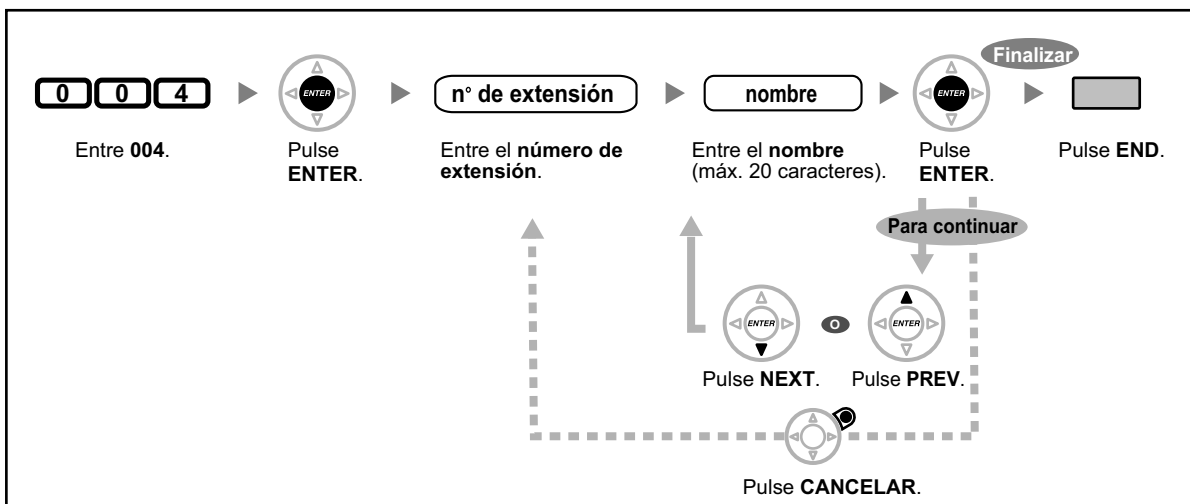 Finalizar
0 0 4
ENTER
n° de extensión
nombre
ENTER
Entre 004.
Pulse
ENTER.
Entre el número de
extensión.
Entre el nombre
(máx. 20 caracteres).
Pulse
ENTER.
Pulse END.
Para continuar
ENTER
O
ENTER
Pulse NEXT.
Pulse PREV.
Pulse CANCELAR.